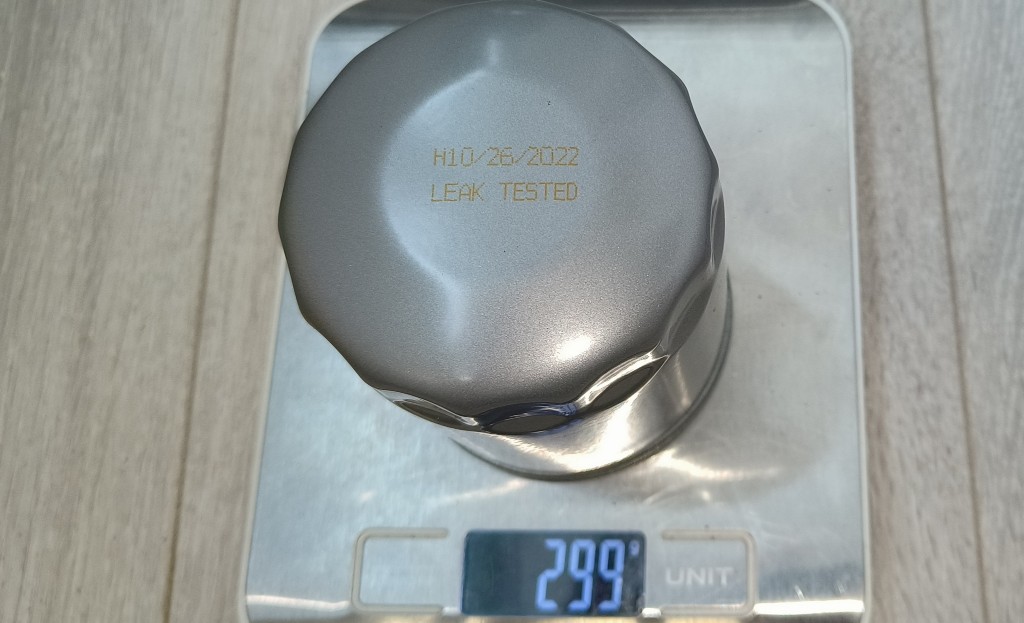 H10/26/2022
LEAK TESTED
299 g
UNIT